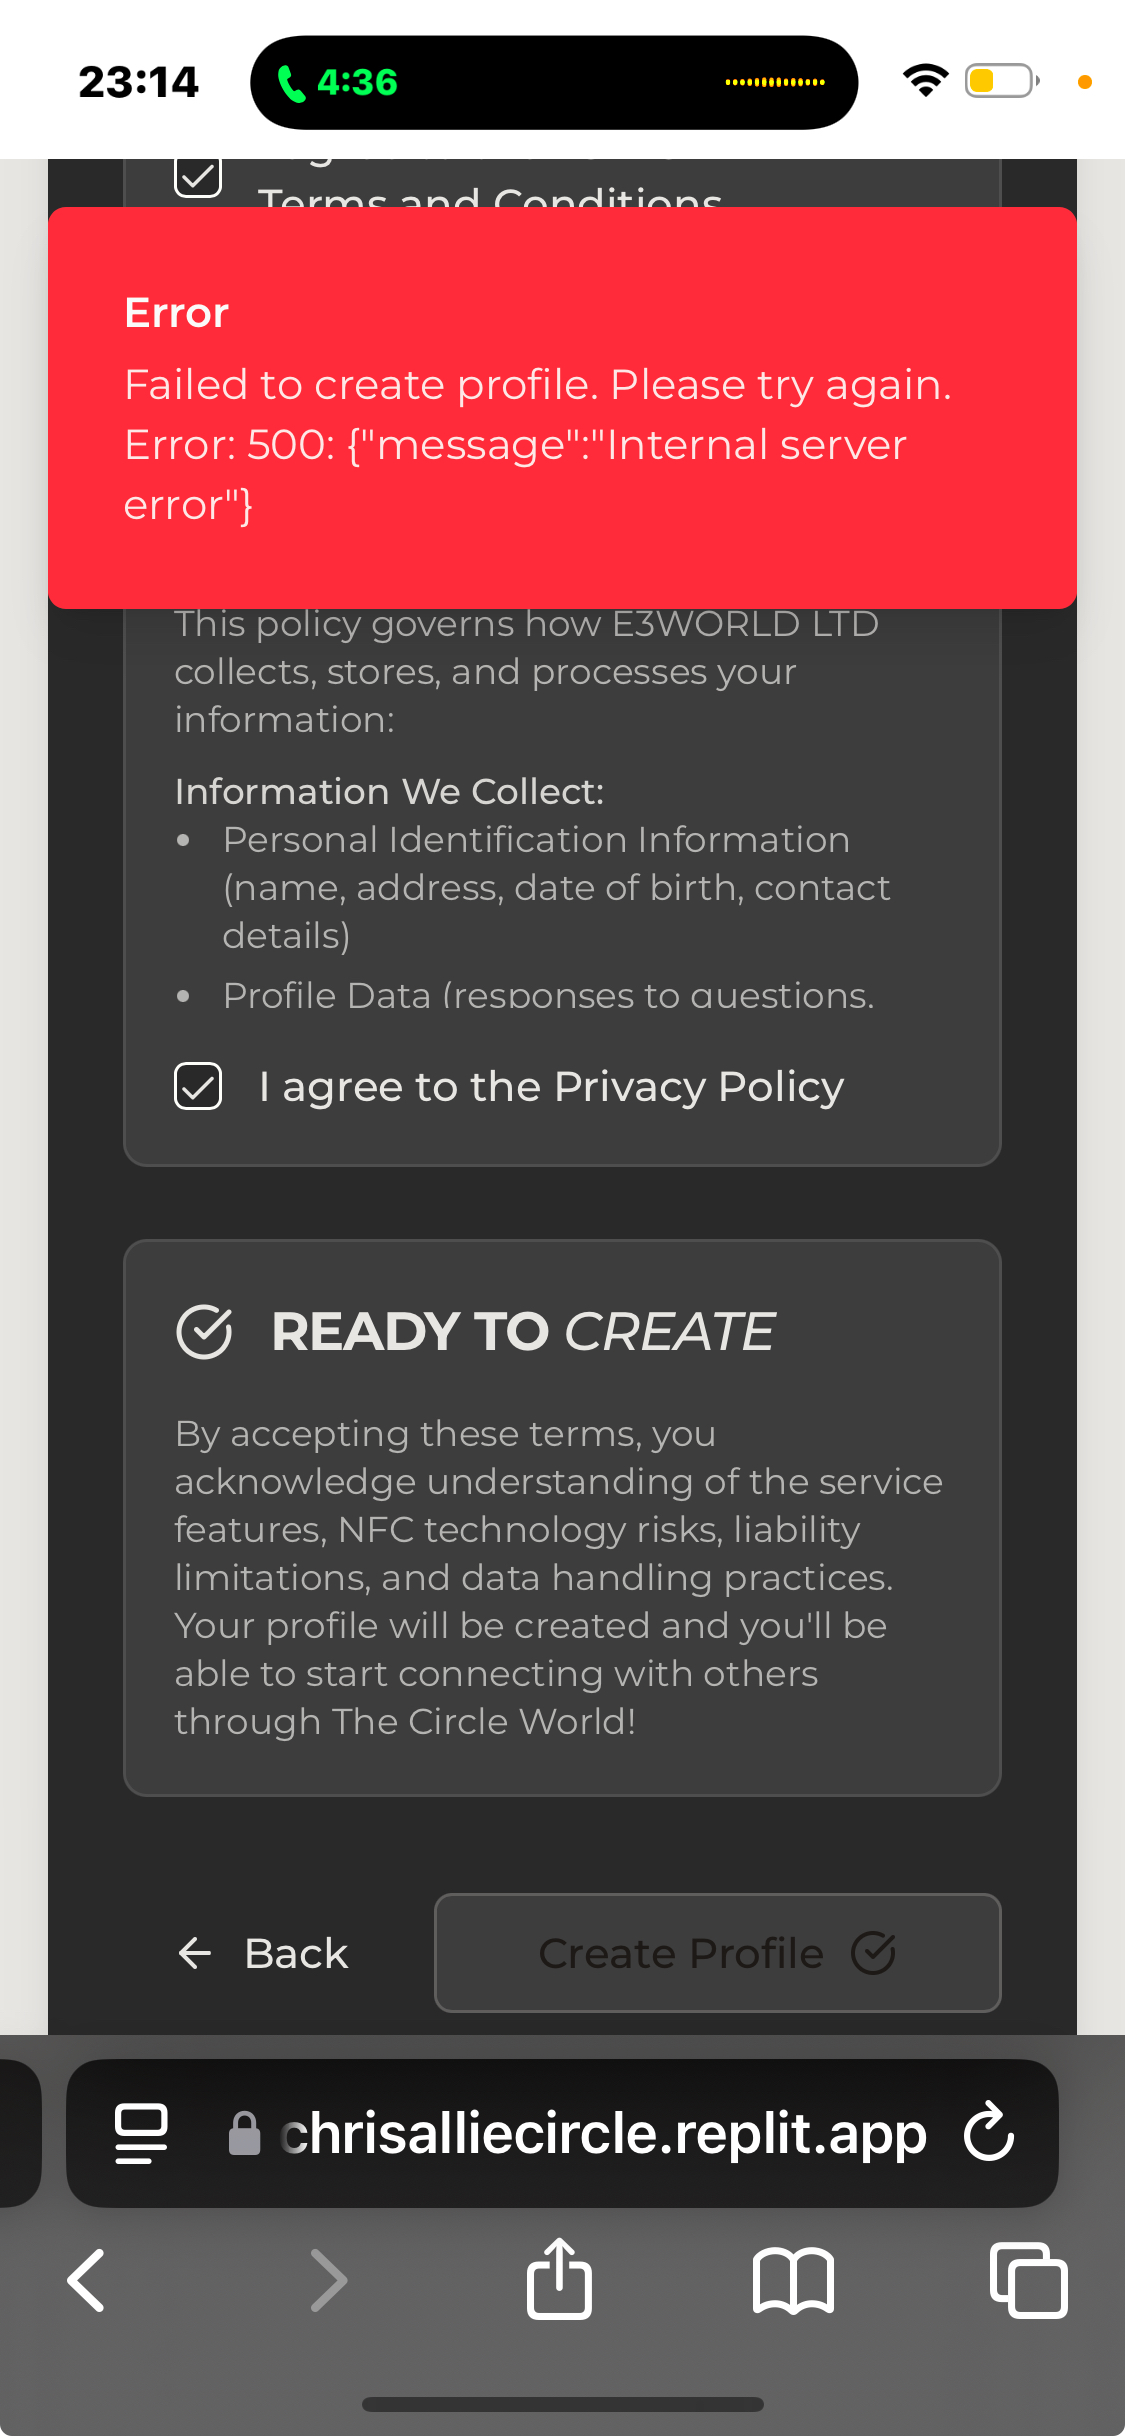 23:14
4:36
Terms and Conditions
Error
Failed to create profile. Please try again.
Error: 500: {"message":"Internal server
error"}
This policy governs how E3WORLD LTD
collects, stores, and processes your
information:
Information We Collect:
• Personal Identification Information
(name, address, date of birth, contact
details)
• Profile Data (responses to questions,
I agree to the Privacy Policy
READY TO CREATE
By accepting these terms, you
acknowledge understanding of the service
features, NFC technology risks, liability
limitations, and data handling practices.
Your profile will be created and you'll be
able to start connecting with others
through The Circle World!
Back
Create Profile
chrisalliecircle.replit.app